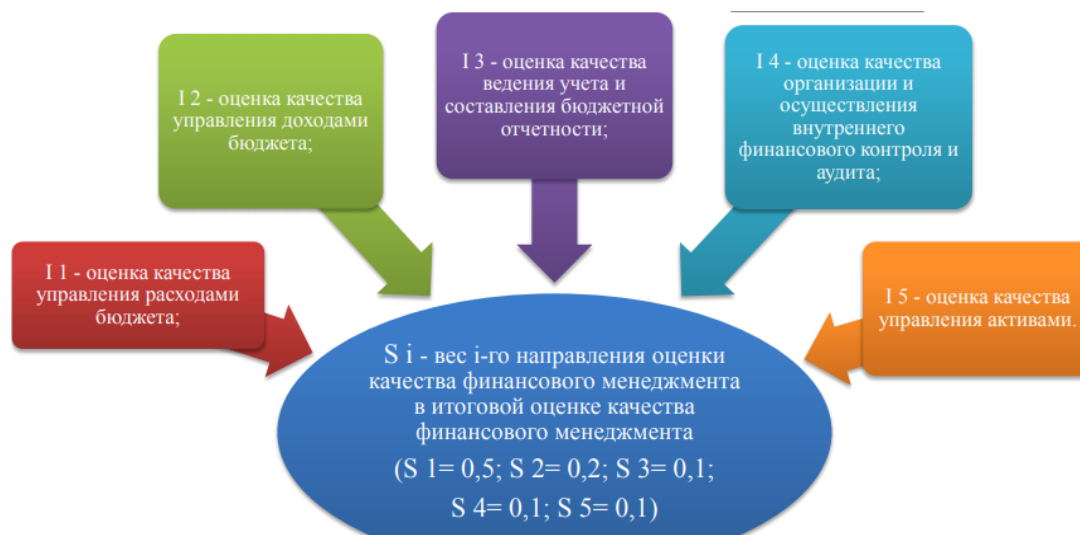 I 1 - оценка качества
управления расходами
бюджета;
I 2 - оценка качества
управления доходами
бюджета;
I 3 - оценка качества
ведения учета и
составления бюджетной
отчетности;
I 4 - оценка качества
организации и
осуществления
внутреннего
финансового контроля и
аудита;
I 5 - оценка качества
управления активами.
S i - вес i-го направления оценки
качества финансового менеджмента
в итоговой оценке качества
финансового менеджмента
(S 1= 0,5; S 2= 0,2; S 3= 0,1;
S 4= 0,1; S 5= 0,1)